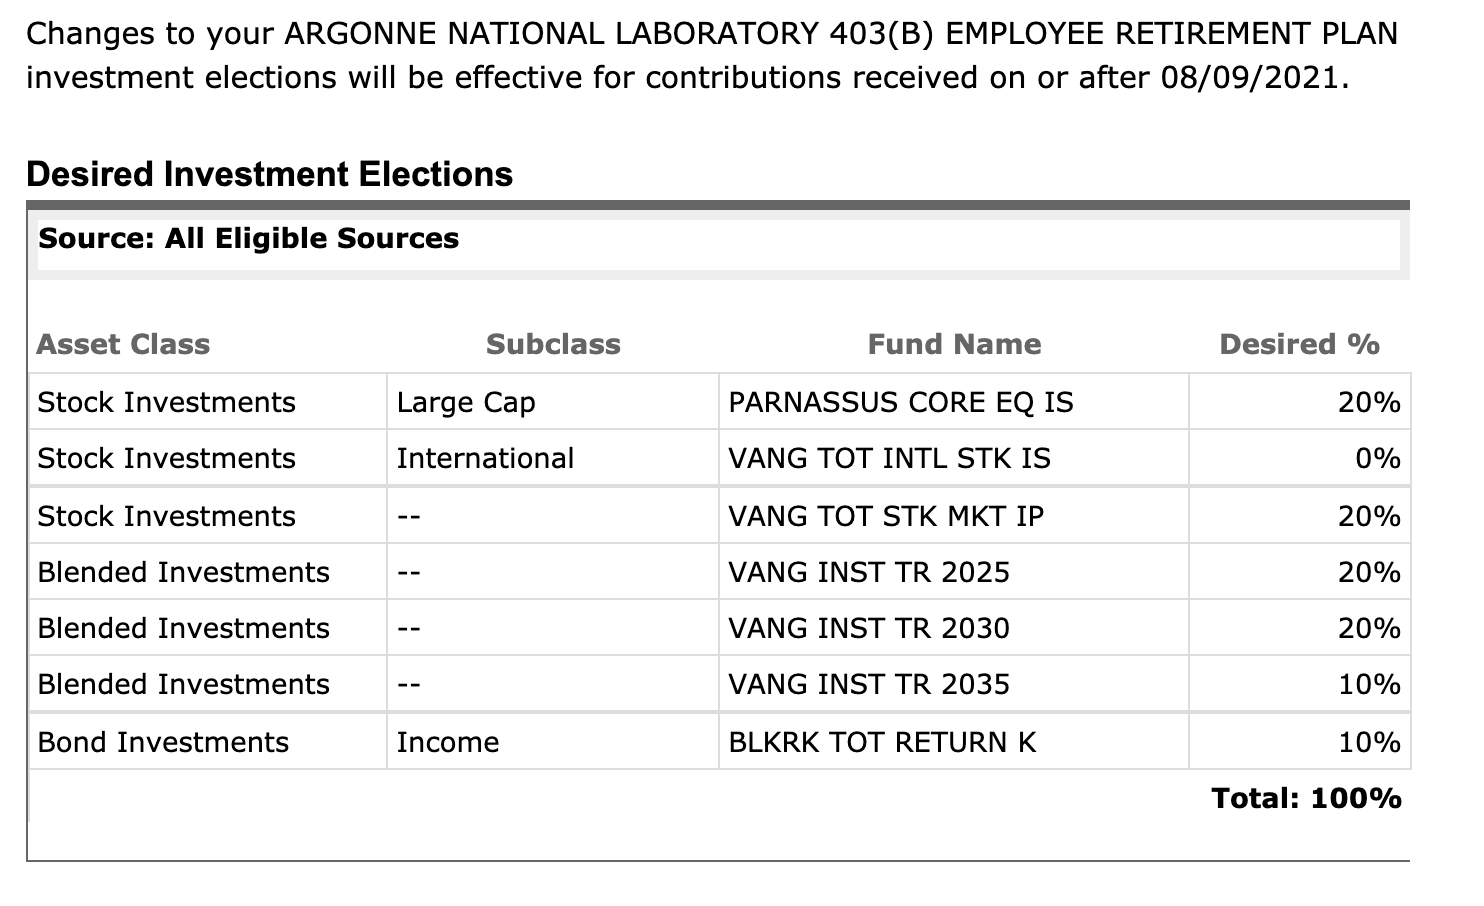 Changes to your ARGONNE NATIONAL LABORATORY 403(B) EMPLOYEE RETIREMENT PLAN
investment elections will be effective for contributions received on or after 08/09/2021.
Desired Investment Elections
Source: All Eligible Sources
Asset Class Subclass Fund Name Desired %
Stock Investments Large Cap PARNASSUS CORE EQ IS 20%
Stock Investments International VANG TOT INTL STK IS 0%
Stock Investments -- VANG TOT STK MKT IP 20%
Blended Investments -- VANG INST TR 2025 20%
Blended Investments -- VANG INST TR 2030 20%
Blended Investments -- VANG INST TR 2035 10%
Bond Investments Income BLKRK TOT RETURN K 10%
Total: 100%